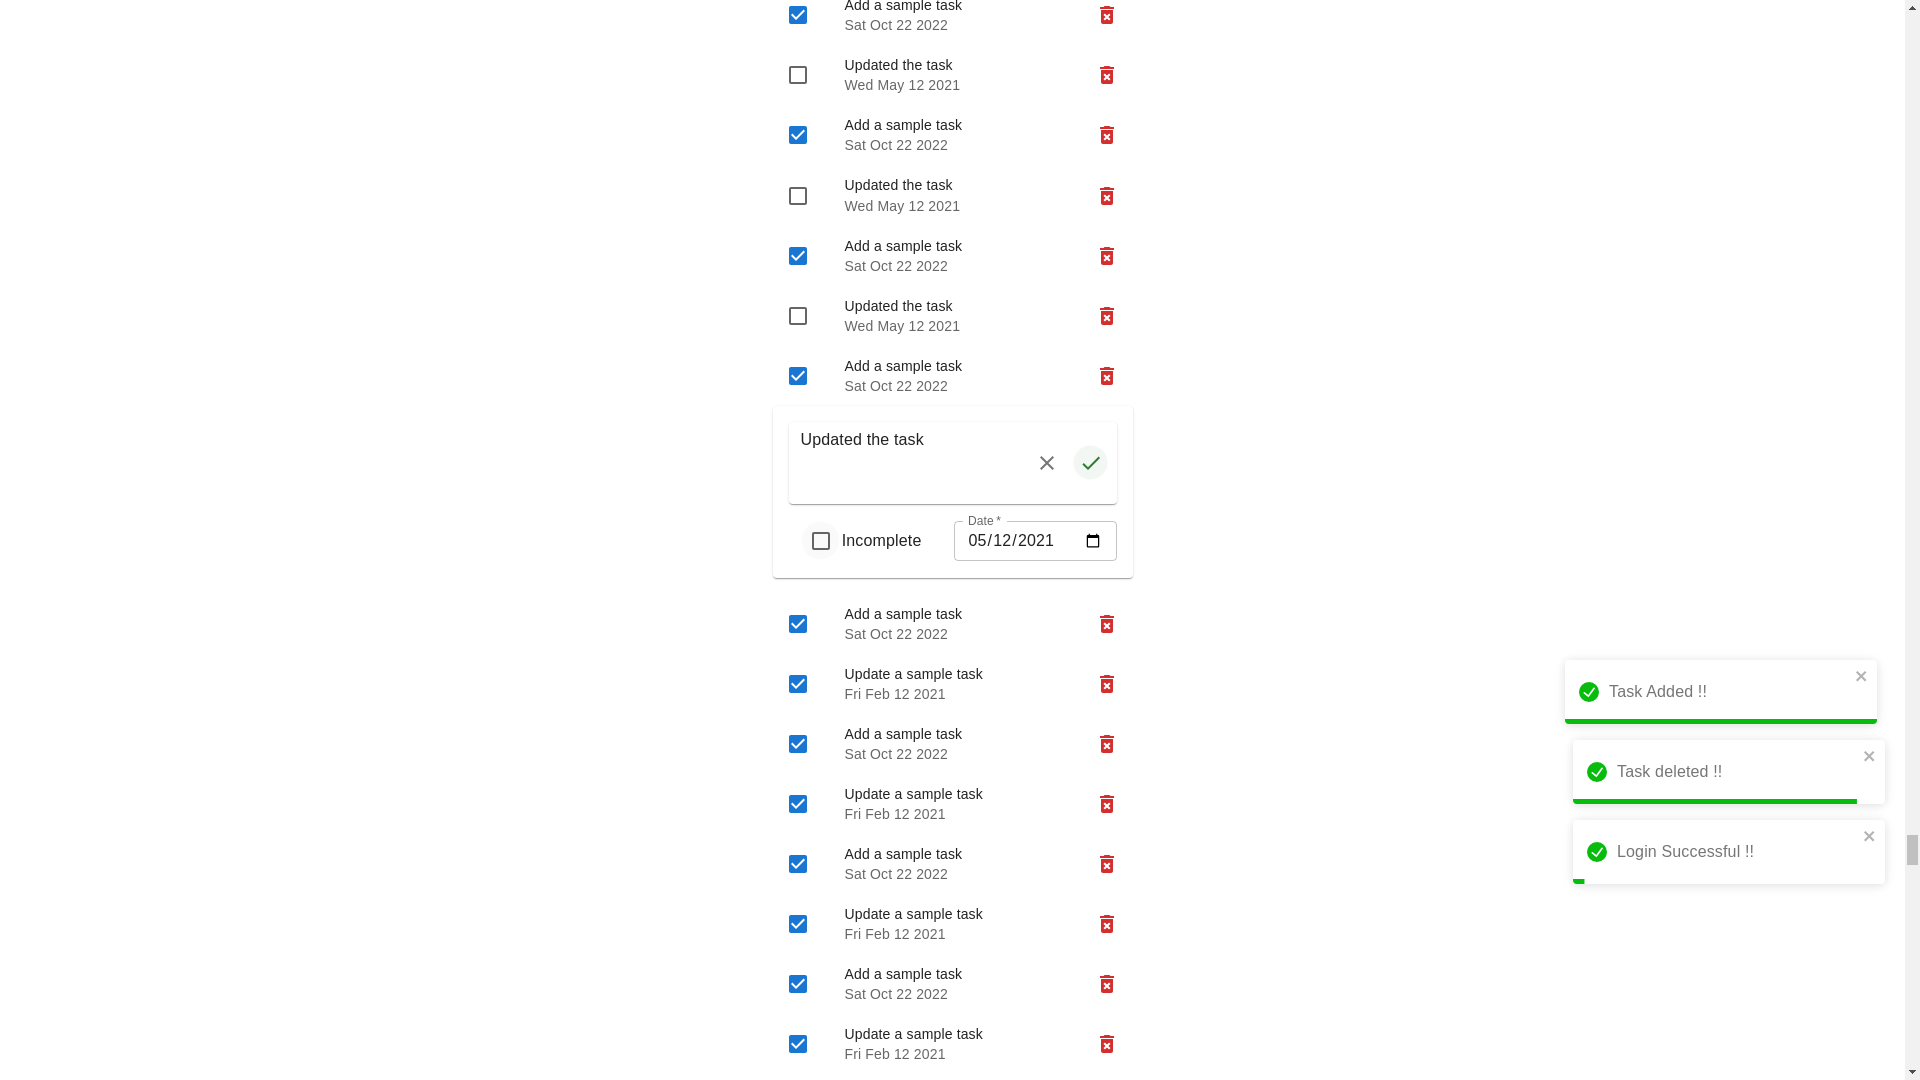 Add a sample task
Sat Oct 22 2022
Updated the task
Wed May 12 2021
Add a sample task
Sat Oct 22 2022
Updated the task
Wed May 12 2021
Add a sample task
Sat Oct 22 2022
Updated the task
Wed May 12 2021
Add a sample task
Sat Oct 22 2022
Updated the task
Date *
Incomplete
05/12/2021
Add a sample task
Sat Oct 22 2022
Update a sample task
Fri Feb 12 2021
Add a sample task
Sat Oct 22 2022
Update a sample task
Fri Feb 12 2021
Add a sample task
Sat Oct 22 2022
Update a sample task
Fri Feb 12 2021
Add a sample task
Sat Oct 22 2022
Update a sample task
Fri Feb 12 2021
Task Added !!
Task deleted !!
Login Successful !!